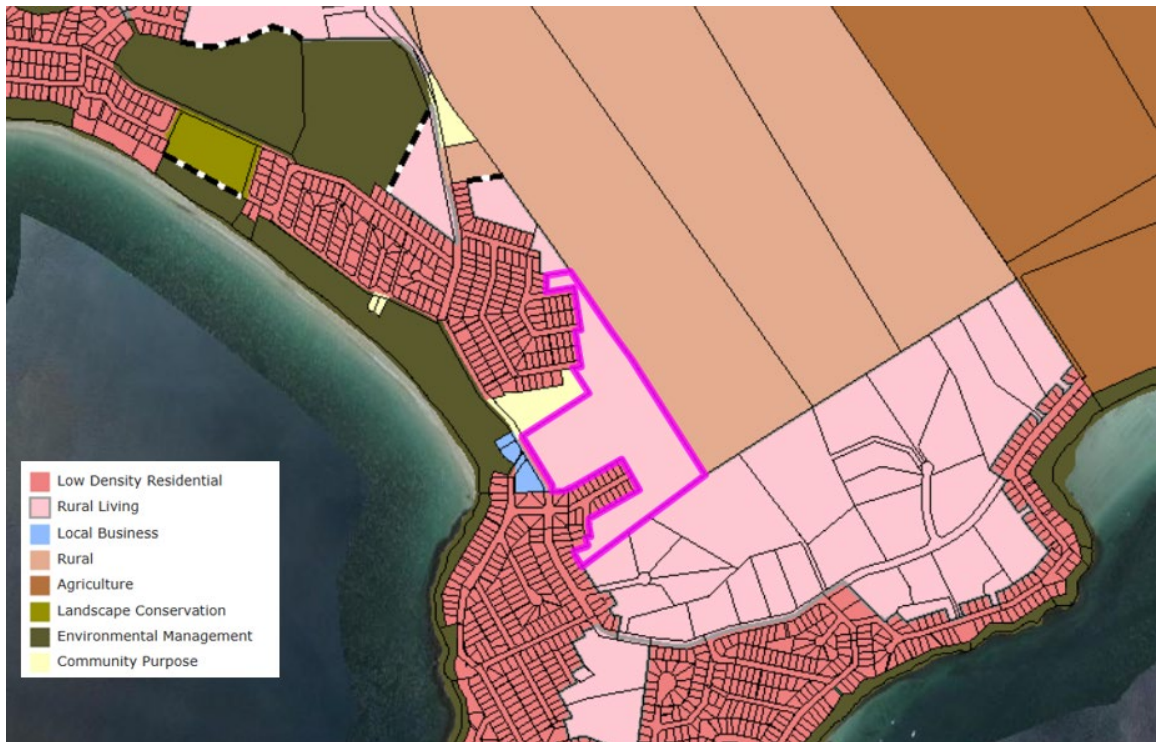 Low Density Residential
Rural Living
Local Business
Rural
Agriculture
Landscape Conservation
Environmental Management
Community Purpose